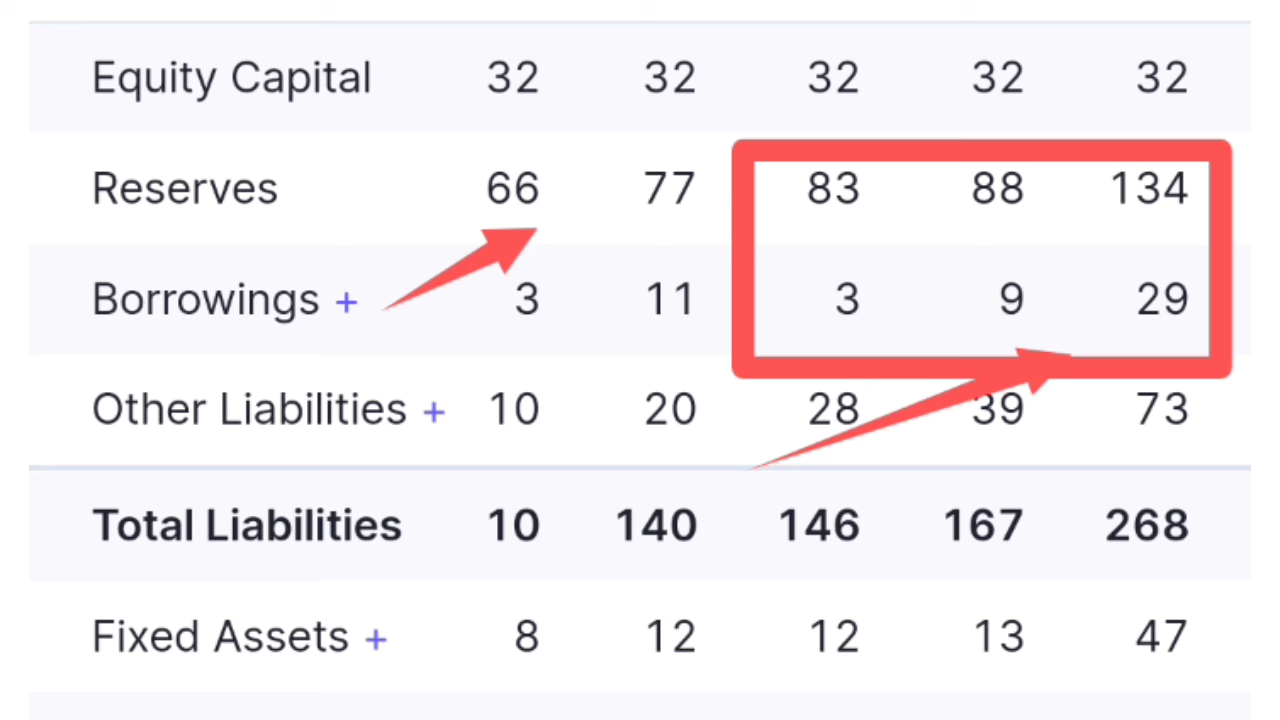 Equity Capital 32 32 32 32 32
Reserves 66 77 83 88 134
Borrowings + 3 11 3 9 29
Other Liabilities + 10 20 28 39 73
Total Liabilities 10 140 146 167 268
Fixed Assets + 8 12 12 13 47